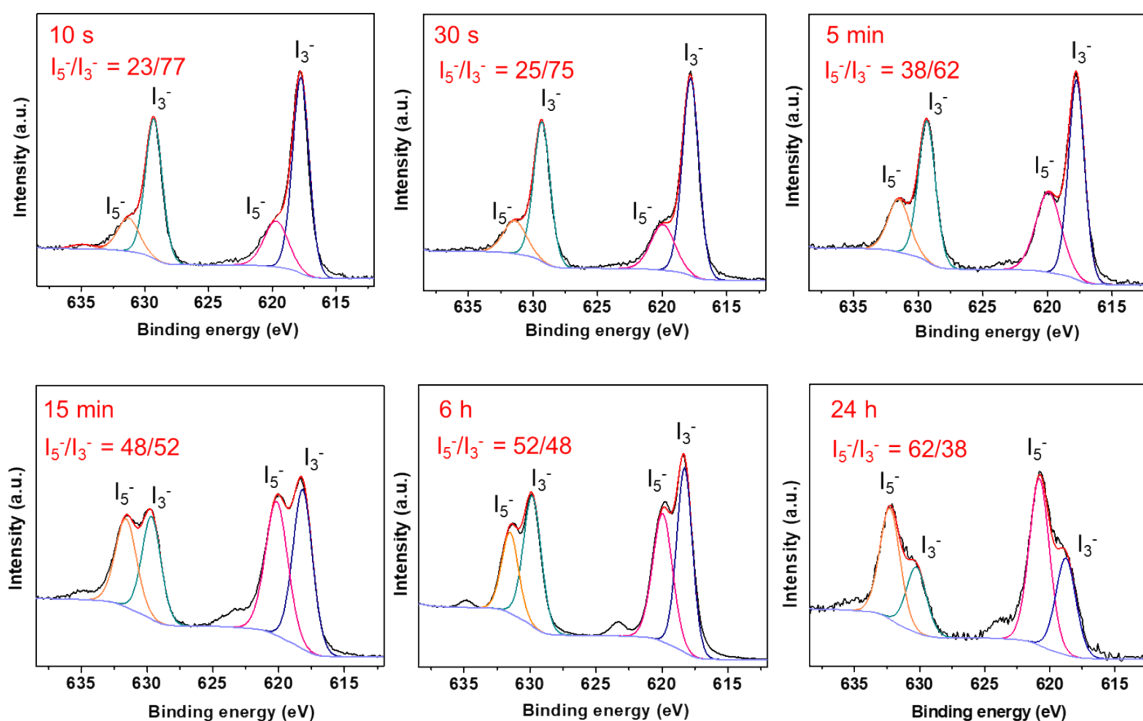 10 s
I₅⁻/I₃⁻ = 23/77
I₃⁻
I₅⁻
I₅⁻
I₃⁻
Intensity (a.u.)
635 630 625 620 615
Binding energy (eV)
30 s
I₅⁻/I₃⁻ = 25/75
I₃⁻
I₅⁻
I₅⁻
I₃⁻
Intensity (a.u.)
635 630 625 620 615
Binding energy (eV)
5 min
I₅⁻/I₃⁻ = 38/62
I₃⁻
I₅⁻
I₅⁻
I₃⁻
Intensity (a.u.)
635 630 625 620 615
Binding energy (eV)
15 min
I₅⁻/I₃⁻ = 48/52
I₅⁻
I₃⁻
I₅⁻
I₃⁻
Intensity (a.u.)
635 630 625 620 615
Binding energy (eV)
6 h
I₅⁻/I₃⁻ = 52/48
I₅⁻
I₃⁻
I₅⁻
I₃⁻
Intensity (a.u.)
635 630 625 620 615
Binding energy (eV)
24 h
I₅⁻/I₃⁻ = 62/38
I₅⁻
I₃⁻
I₅⁻
I₃⁻
Intensity (a.u.)
635 630 625 620 615
Binding energy (eV)